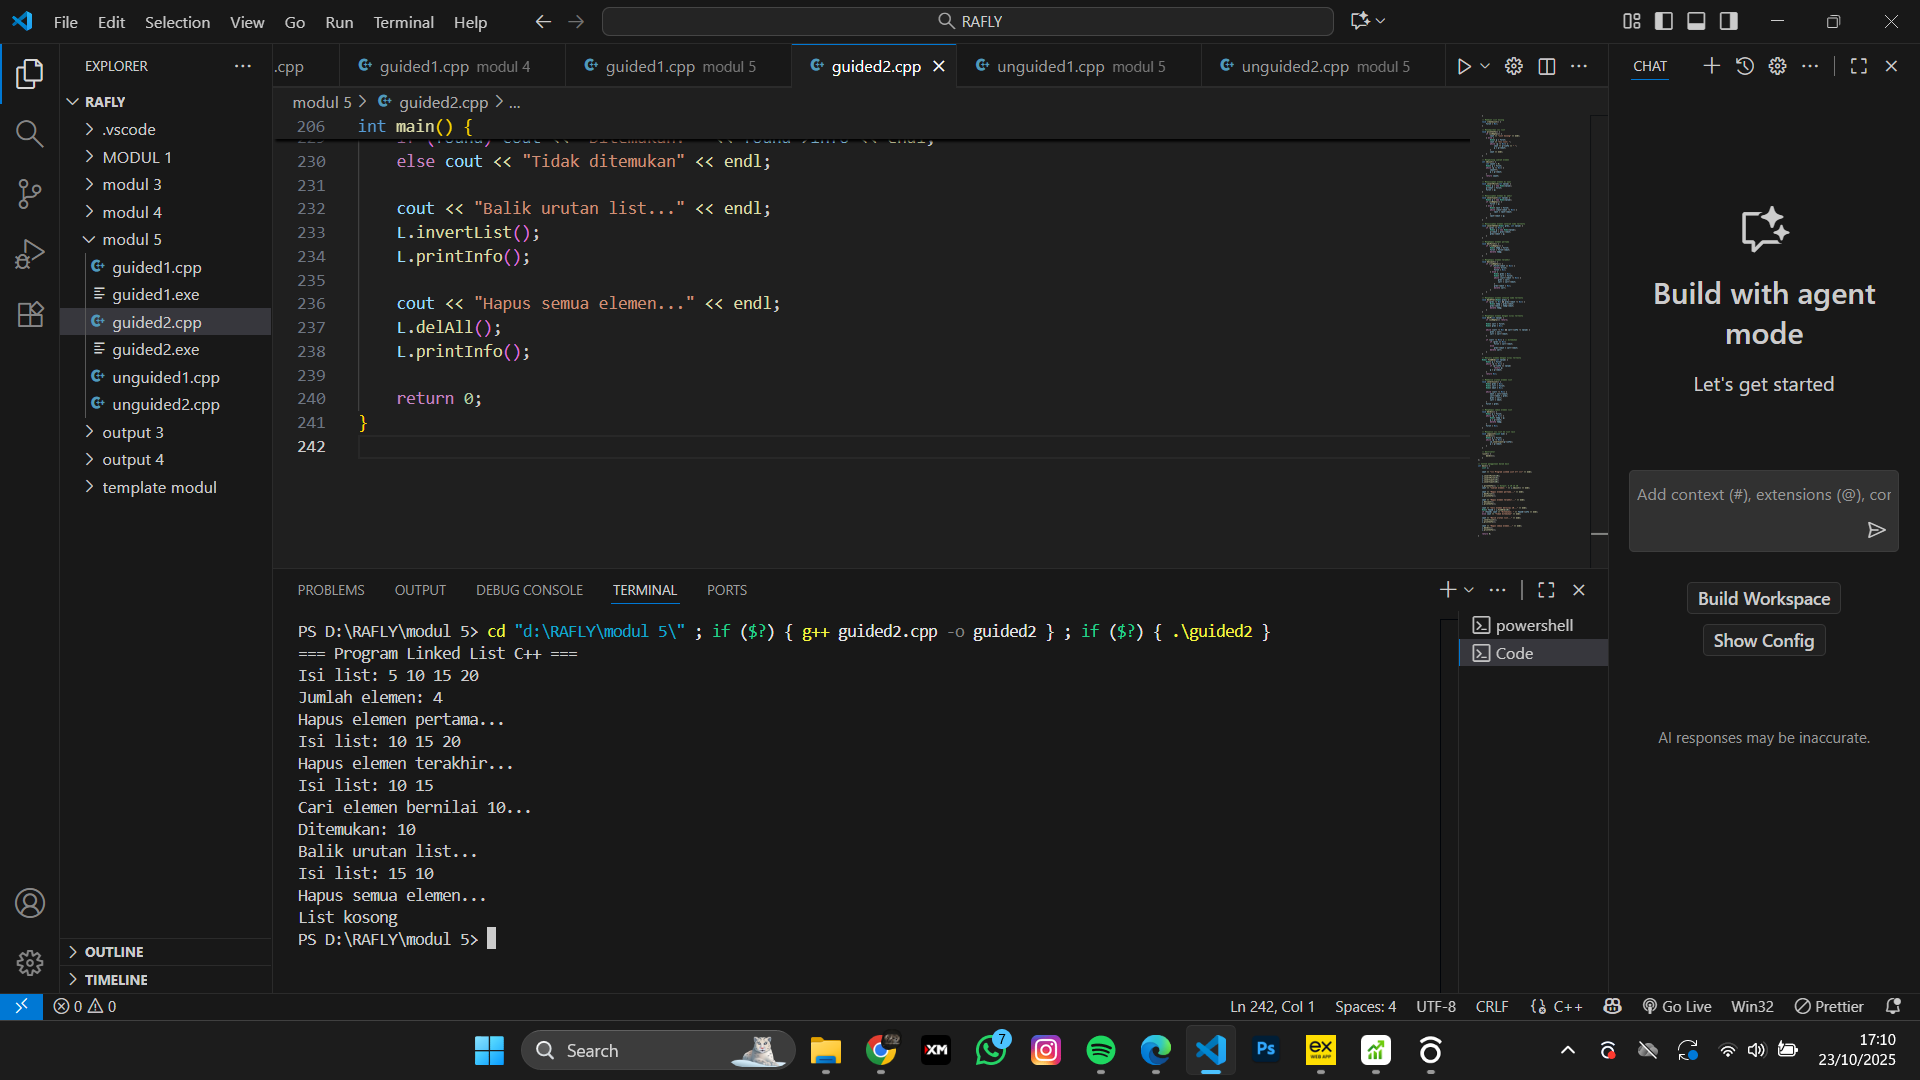 File Edit Selection View Go Run Terminal Help
RAFLY
EXPLORER
RAFLY
.vscode
MODUL 1
modul 3
modul 4
modul 5
guided1.cpp
guided1.exe
guided2.cpp
guided2.exe
unguided1.cpp
unguided2.cpp
output 3
output 4
template modul
OUTLINE
TIMELINE
.cpp
guided1.cpp modul 4
guided1.cpp modul 5
guided2.cpp
unguided1.cpp modul 5
unguided2.cpp modul 5
modul 5 > guided2.cpp > ...
206 int main() {
230 else cout << "Tidak ditemukan" << endl;
231
232 cout << "Balik urutan list..." << endl;
233 L.invertList();
234 L.printInfo();
235
236 cout << "Hapus semua elemen..." << endl;
237 L.delAll();
238 L.printInfo();
239
240 return 0;
241 }
242
PROBLEMS OUTPUT DEBUG CONSOLE TERMINAL PORTS
PS D:\RAFLY\modul 5> cd "d:\RAFLY\modul 5\" ; if ($?) { g++ guided2.cpp -o guided2 } ; if ($?) { .\guided2 }
=== Program Linked List C++ ===
Isi list: 5 10 15 20
Jumlah elemen: 4
Hapus elemen pertama...
Isi list: 10 15 20
Hapus elemen terakhir...
Isi list: 10 15
Cari elemen bernilai 10...
Ditemukan: 10
Balik urutan list...
Isi list: 15 10
Hapus semua elemen...
List kosong
PS D:\RAFLY\modul 5>
powershell
Code
CHAT
Build with agent
mode
Let's get started
Add context (#), extensions (@), cor
Build Workspace
Show Config
AI responses may be inaccurate.
0 0
Ln 242, Col 1 Spaces: 4 UTF-8 CRLF {} C++ Go Live Win32 Prettier
Search
XM
7
Ps
ex
WEB APP
17:10
23/10/2025